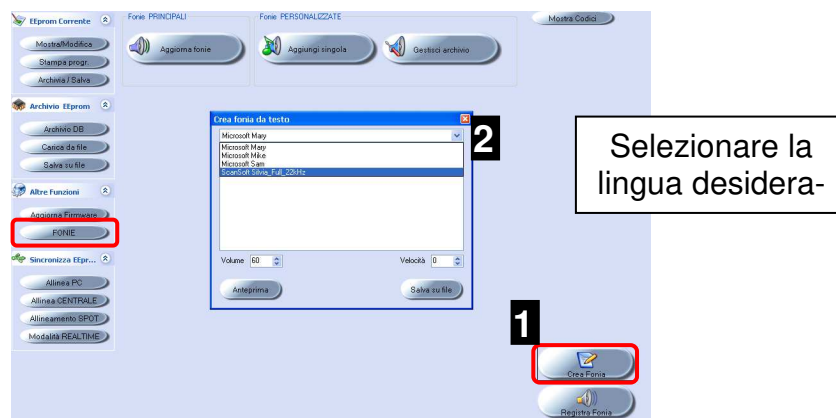 EEprom Corrente
Mostra/Modifica
Stampa progr.
Archivia / Salva
Archivio EEprom
Archivio DB
Carica da file
Salva su file
Altre Funzioni
Aggiorna Firmware
FONIE
Sincronizza EEpr...
Allinea PC
Allinea CENTRALE
Allineamento SPOT
Modalità REALTIME
Fonie PRINCIPALI
Aggiorna fonie
Fonie PERSONALIZZATE
Aggiungi singola
Gestisci archivio
Mostra Codici
Crea fonia da testo
2
Microsoft Mary
Microsoft Mary
Microsoft Mike
Microsoft Sam
ScanSoft Silvia_Full_22kHz
Volume 60
Velocità 0
Anteprima
Salva su file
Selezionare la
lingua desidera-
1
Crea Fonia
Registra Fonia